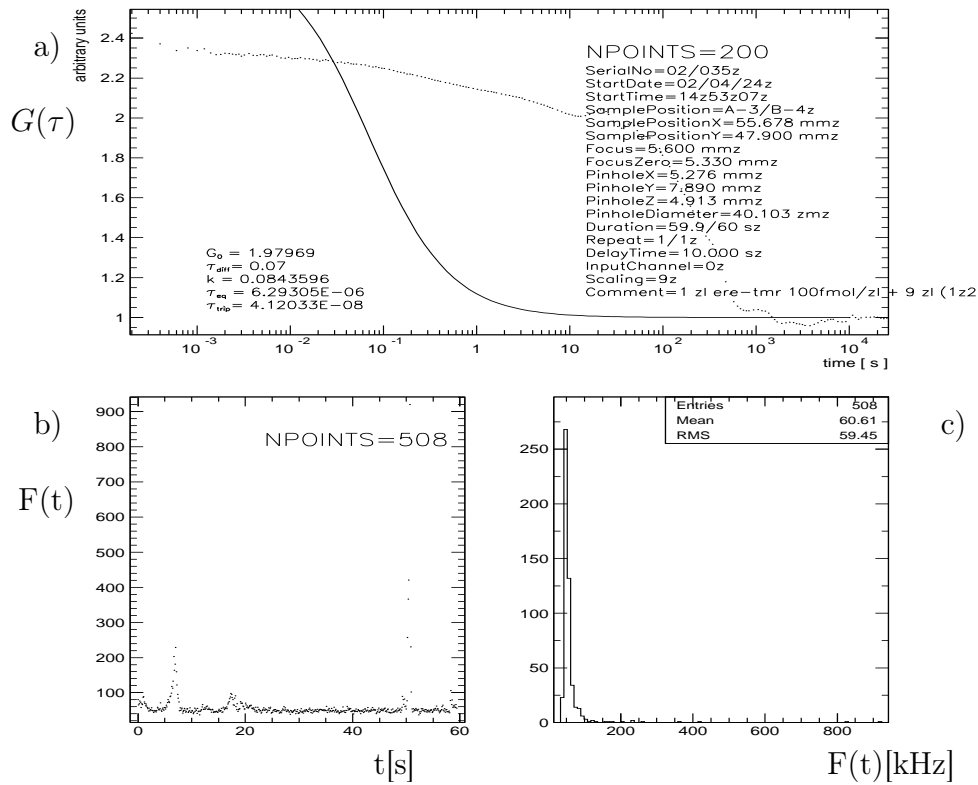 a)
arbitrary units
G(τ)
2.4
2.2
2
1.8
1.6
1.4
1.2
1
NPOINTS=200
SerialNo=02/035z
StartDate=02/04/24z
StartTime=14z53z07z
SamplePosition=A-3/B-4z
SamplePositionX=55.678 mmz
SamplePositionY=47.900 mmz
Focus=5.600 mmz
FocusZero=5.330 mmz
PinholeX=5.276 mmz
PinholeY=7.890 mmz
PinholeZ=4.913 mmz
PinholeDiameter=40.103 zmz
Duration=59.9/60 sz
Repeat=1/1z
DelayTime=10.000 sz
InputChannel=0z
Scaling=9z
Comment=1 zl ere-tmr 100fmol/zl + 9 zl (1z2
G₀ = 1.97969
τdiff = 0.07
k = 0.0843596
τeq = 6.29305E-06
τtrip = 4.12033E-08
10⁻³ 10⁻² 10⁻¹ 1 10 10² 10³ 10⁴
time [ s ]
b)
F(t)
NPOINTS=508
900
800
700
600
500
400
300
200
100
0 20 40 60
t[s]
c)
Entries 508
Mean 60.61
RMS 59.45
250
200
150
100
50
0
200 400 600 800
F(t)[kHz]